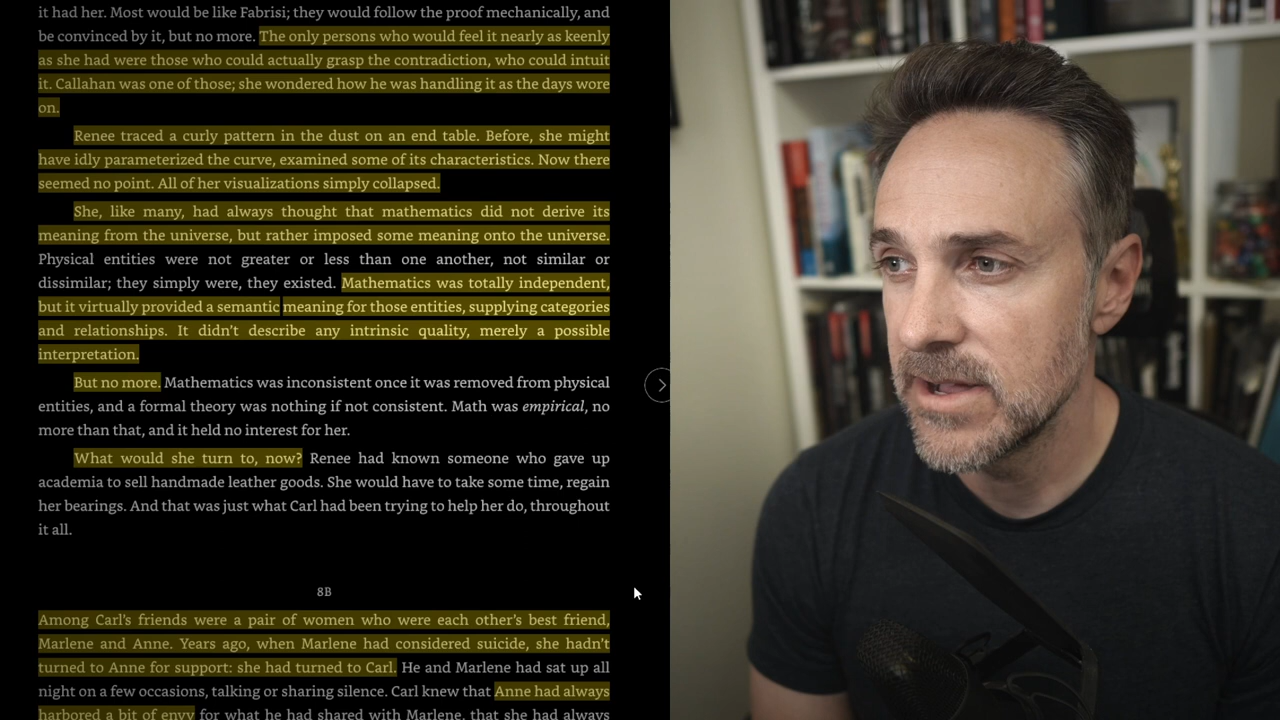 it had her. Most would be like Fabrisi; they would follow the proof mechanically, and
be convinced by it, but no more. The only persons who would feel it nearly as keenly
as she had were those who could actually grasp the contradiction, who could intuit
it. Callahan was one of those; she wondered how he was handling it as the days wore
on.
Renee traced a curly pattern in the dust on an end table. Before, she might
have idly parameterized the curve, examined some of its characteristics. Now there
seemed no point. All of her visualizations simply collapsed.
She, like many, had always thought that mathematics did not derive its
meaning from the universe, but rather imposed some meaning onto the universe.
Physical entities were not greater or less than one another, not similar or
dissimilar; they simply were, they existed. Mathematics was totally independent,
but it virtually provided a semantic meaning for those entities, supplying categories
and relationships. It didn’t describe any intrinsic quality, merely a possible
interpretation.
But no more. Mathematics was inconsistent once it was removed from physical
entities, and a formal theory was nothing if not consistent. Math was empirical, no
more than that, and it held no interest for her.
What would she turn to, now? Renee had known someone who gave up
academia to sell handmade leather goods. She would have to take some time, regain
her bearings. And that was just what Carl had been trying to help her do, throughout
it all.
8B
Among Carl’s friends were a pair of women who were each other’s best friend,
Marlene and Anne. Years ago, when Marlene had considered suicide, she hadn’t
turned to Anne for support: she had turned to Carl. He and Marlene had sat up all
night on a few occasions, talking or sharing silence. Carl knew that Anne had always
harbored a bit of envy for what he had shared with Marlene, that she had always